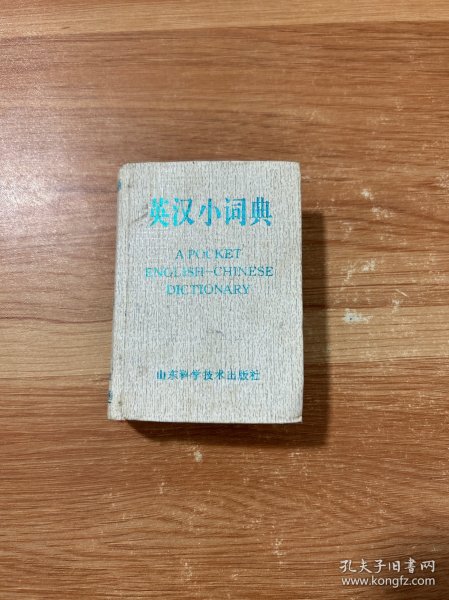 英汉小词典
A POCKET
ENGLISH-CHINESE
DICTIONARY
山东科学技术出版社
孔夫子旧书网
www.kongfz.com